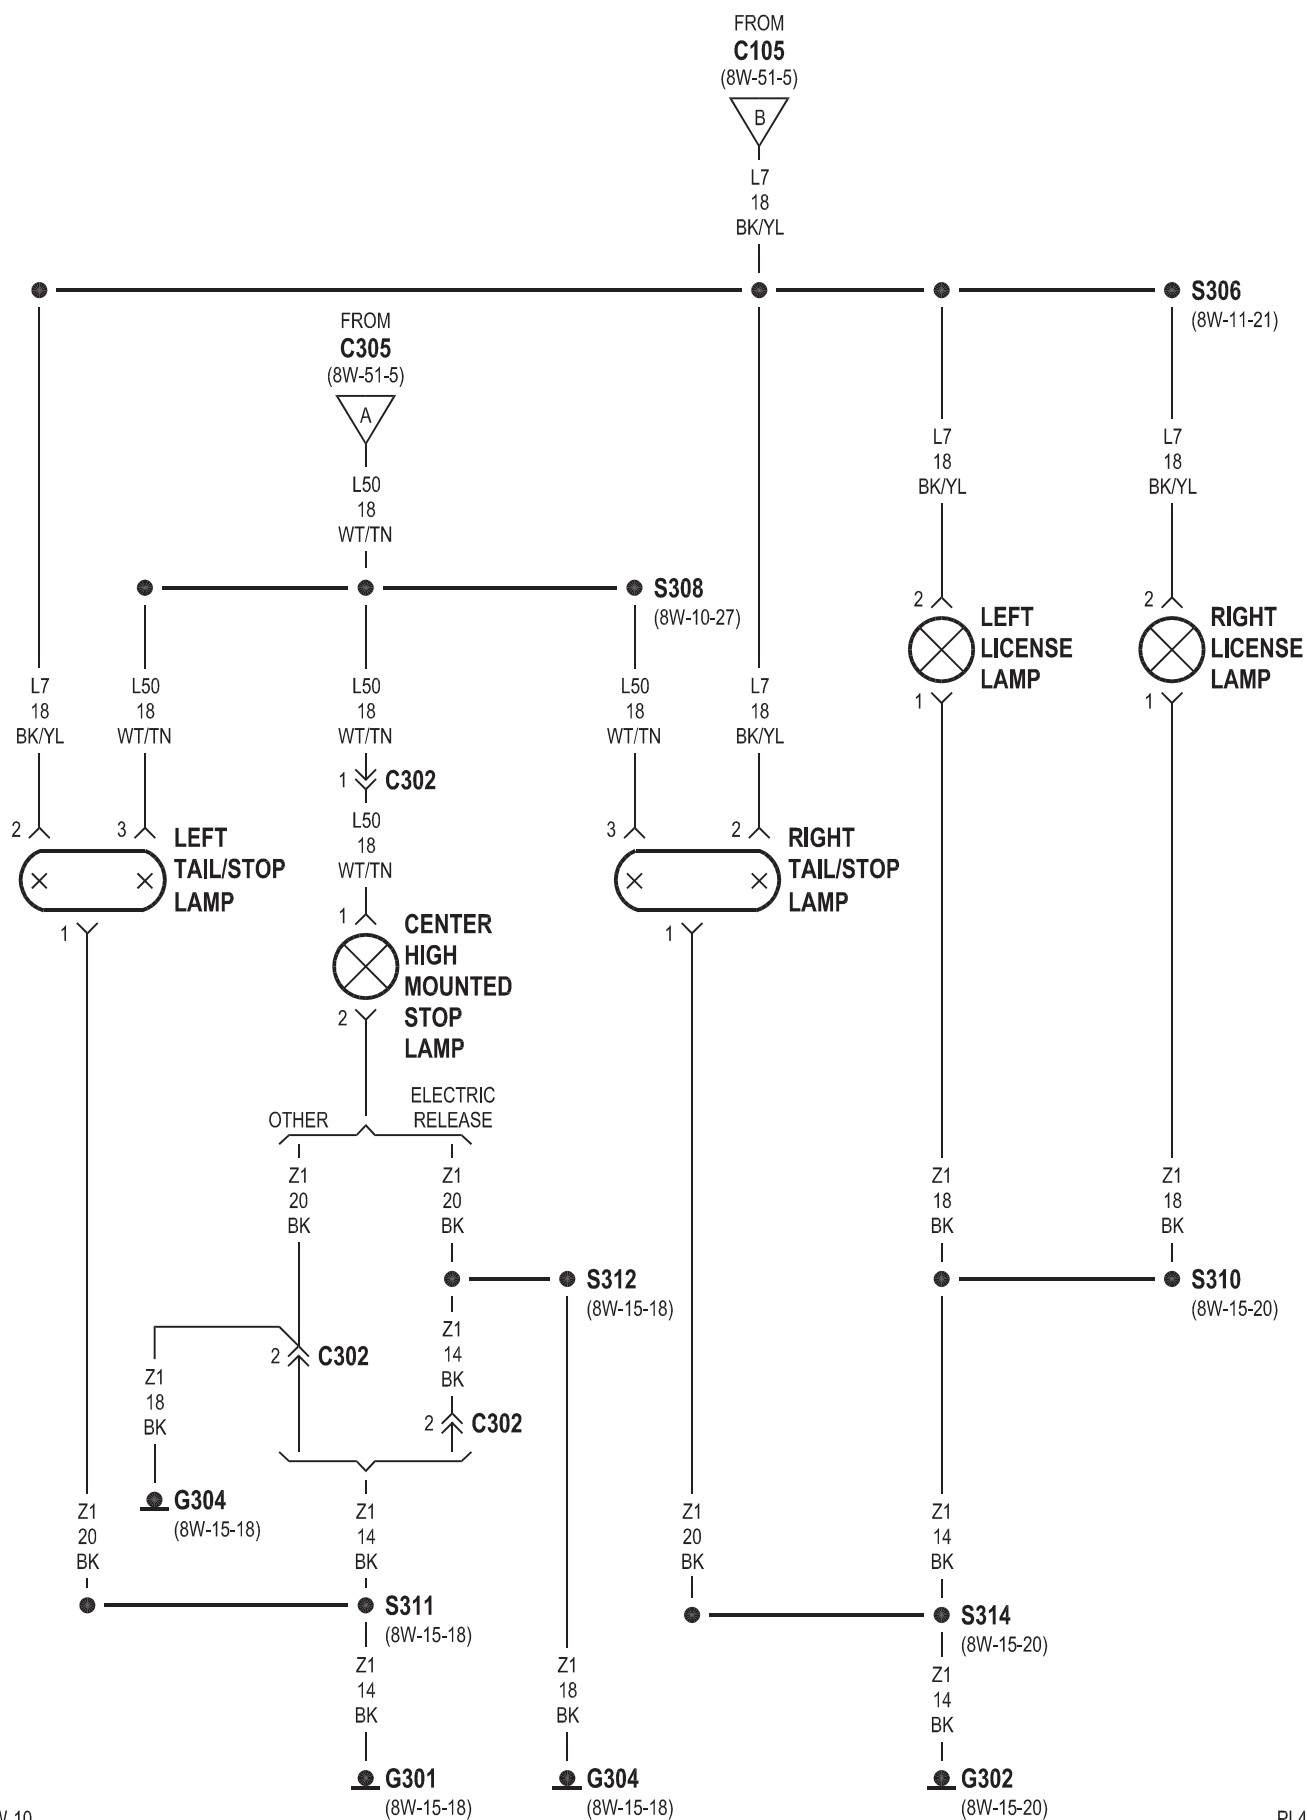 FROM
C105
(8W-51-5)
B
L7
18
BK/YL
S306
(8W-11-21)
FROM
C305
(8W-51-5)
A
L50
18
WT/TN
L7
18
BK/YL
L7
18
BK/YL
S308
(8W-10-27)
2
LEFT
LICENSE
LAMP
1
2
RIGHT
LICENSE
LAMP
1
L7
18
BK/YL
L50
18
WT/TN
L50
18
WT/TN
L50
18
WT/TN
L7
18
BK/YL
1
C302
L50
18
WT/TN
2
3
LEFT
TAIL/STOP
LAMP
1
3
2
RIGHT
TAIL/STOP
LAMP
1
1
CENTER
HIGH
MOUNTED
STOP
LAMP
2
OTHER
ELECTRIC
RELEASE
Z1
20
BK
Z1
20
BK
Z1
18
BK
Z1
18
BK
S312
(8W-15-18)
S310
(8W-15-20)
2
C302
Z1
14
BK
Z1
18
BK
2
C302
G304
(8W-15-18)
Z1
20
BK
Z1
14
BK
Z1
20
BK
Z1
14
BK
S311
(8W-15-18)
S314
(8W-15-20)
Z1
14
BK
Z1
18
BK
Z1
14
BK
G301
(8W-15-18)
G304
(8W-15-18)
G302
(8W-15-20)